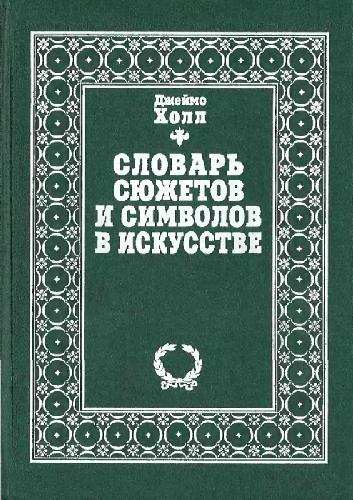 Джеймс
Холл
СЛОВАРЬ
СЮЖЕТОВ
И СИМВОЛОВ
В ИСКУССТВЕ